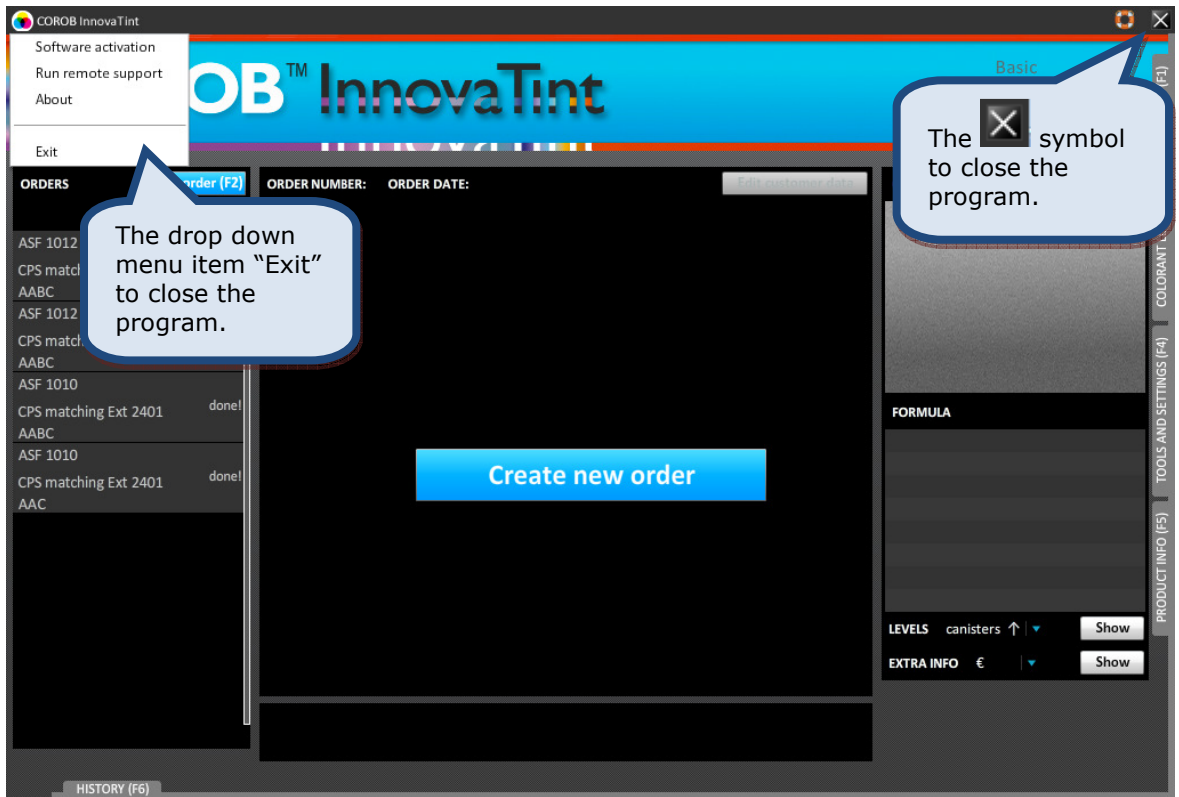 COROB InnovaTint
Software activation
Run remote support
About
Exit
OB™ InnovaTint
Basic
(F1)
The X symbol
to close the
program.
ORDERS
order (F2)
ORDER NUMBER: ORDER DATE:
Edit customer data
The drop down
menu item “Exit”
to close the
program.
ASF 1012
CPS match
AABC
ASF 1012
CPS match
AABC
ASF 1010
CPS matching Ext 2401 done!
AABC
ASF 1010
CPS matching Ext 2401 done!
AAC
Create new order
FORMULA
LEVELS canisters ↑
Show
EXTRA INFO €
Show
COLORANT
TOOLS AND SETTINGS (F4)
PRODUCT INFO (F5)
HISTORY (F6)